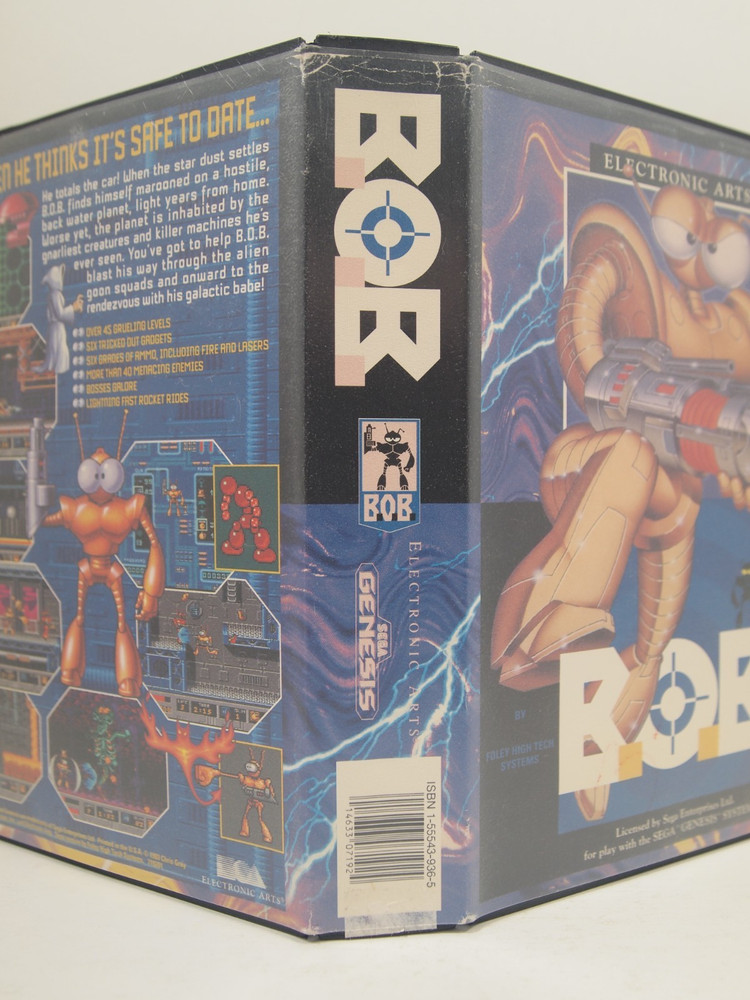 EN HE THINKS IT'S SAFE TO DATE...
He totals the car! When the star dust settles
B.O.B. finds himself marooned on a hostile,
back water planet, light years from home.
Worse yet, the planet is inhabited by the
gnarliest creatures and killer machines he's
ever seen. You've got to help B.O.B.
blast his way through the alien
goon squads and onward to the
rendezvous with his galactic babe!
OVER 45 GRUELING LEVELS
SIX TRICKED OUT GADGETS
SIX GRADES OF AMMO, INCLUDING FIRE AND LASERS
MORE THAN 40 MENACING ENEMIES
BOSSES GALORE
LIGHTNING FAST ROCKET RIDES
EA
ELECTRONIC ARTS®
B.O.B.
B.O.B.
ELECTRONIC ARTS
SEGA
GENESIS
ISBN 1-55543-936-5
14633 07192
ELECTRONIC ARTS
BY
FOLEY HIGH TECH
SYSTEMS
B.O.B
Licensed by Sega Enterprises Ltd.
for play with the SEGA™ GENESIS™ SYST